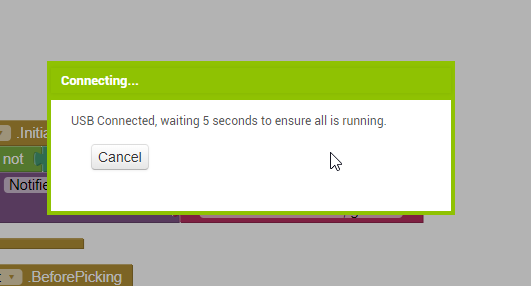 Connecting...
USB Connected, waiting 5 seconds to ensure all is running.
Cancel
.Initia
not
Notifie
.BeforePicking